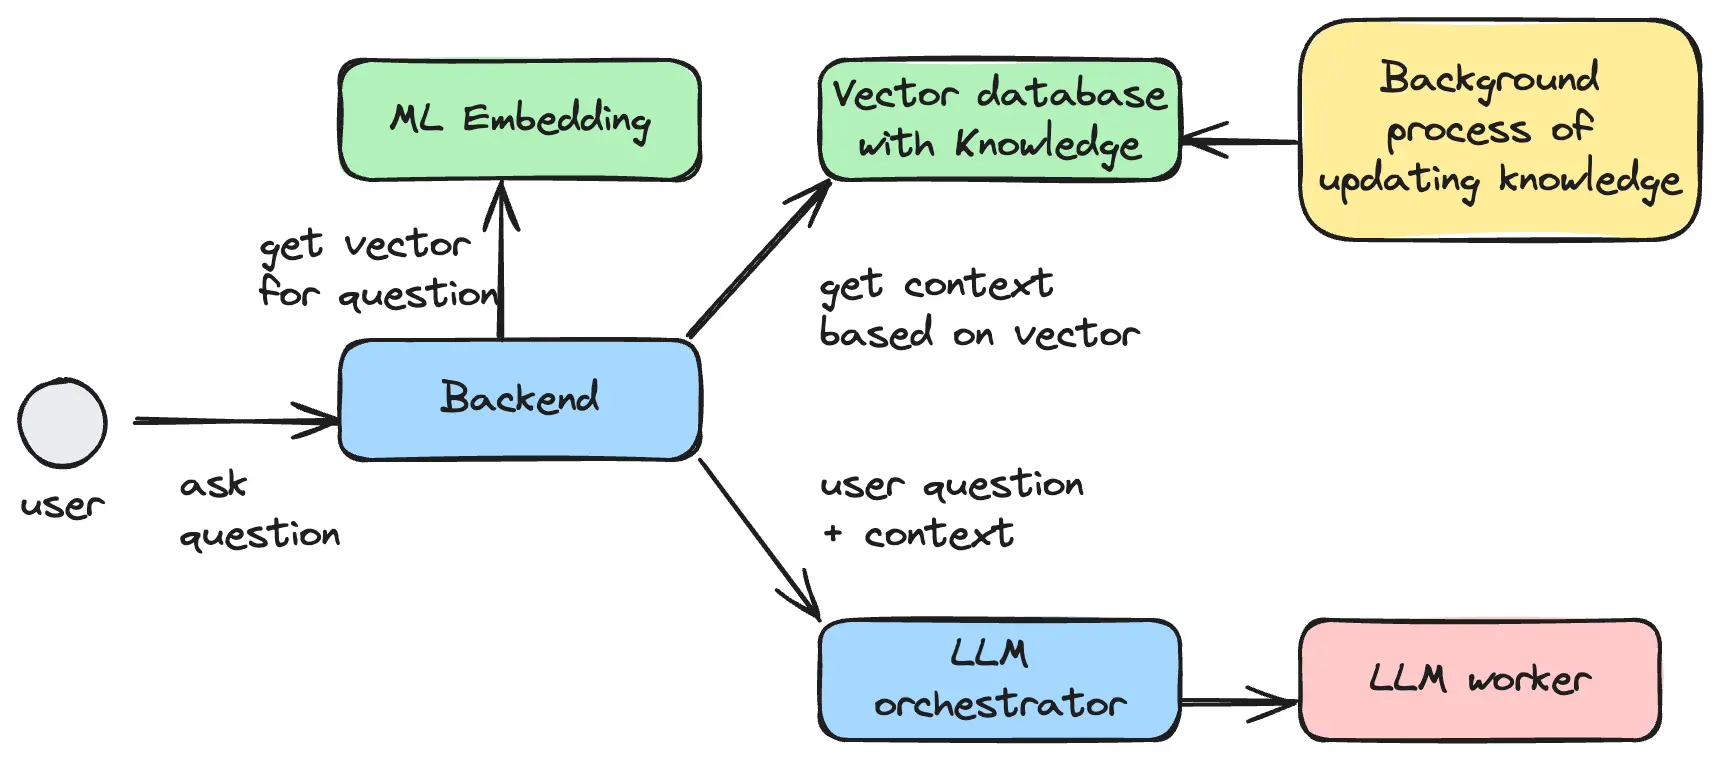 ML Embedding
Vector database
with Knowledge
Background
process of
updating knowledge
get vector
for question
get context
based on vector
Backend
user
ask
question
user question
+ context
LLM
orchestrator
LLM worker